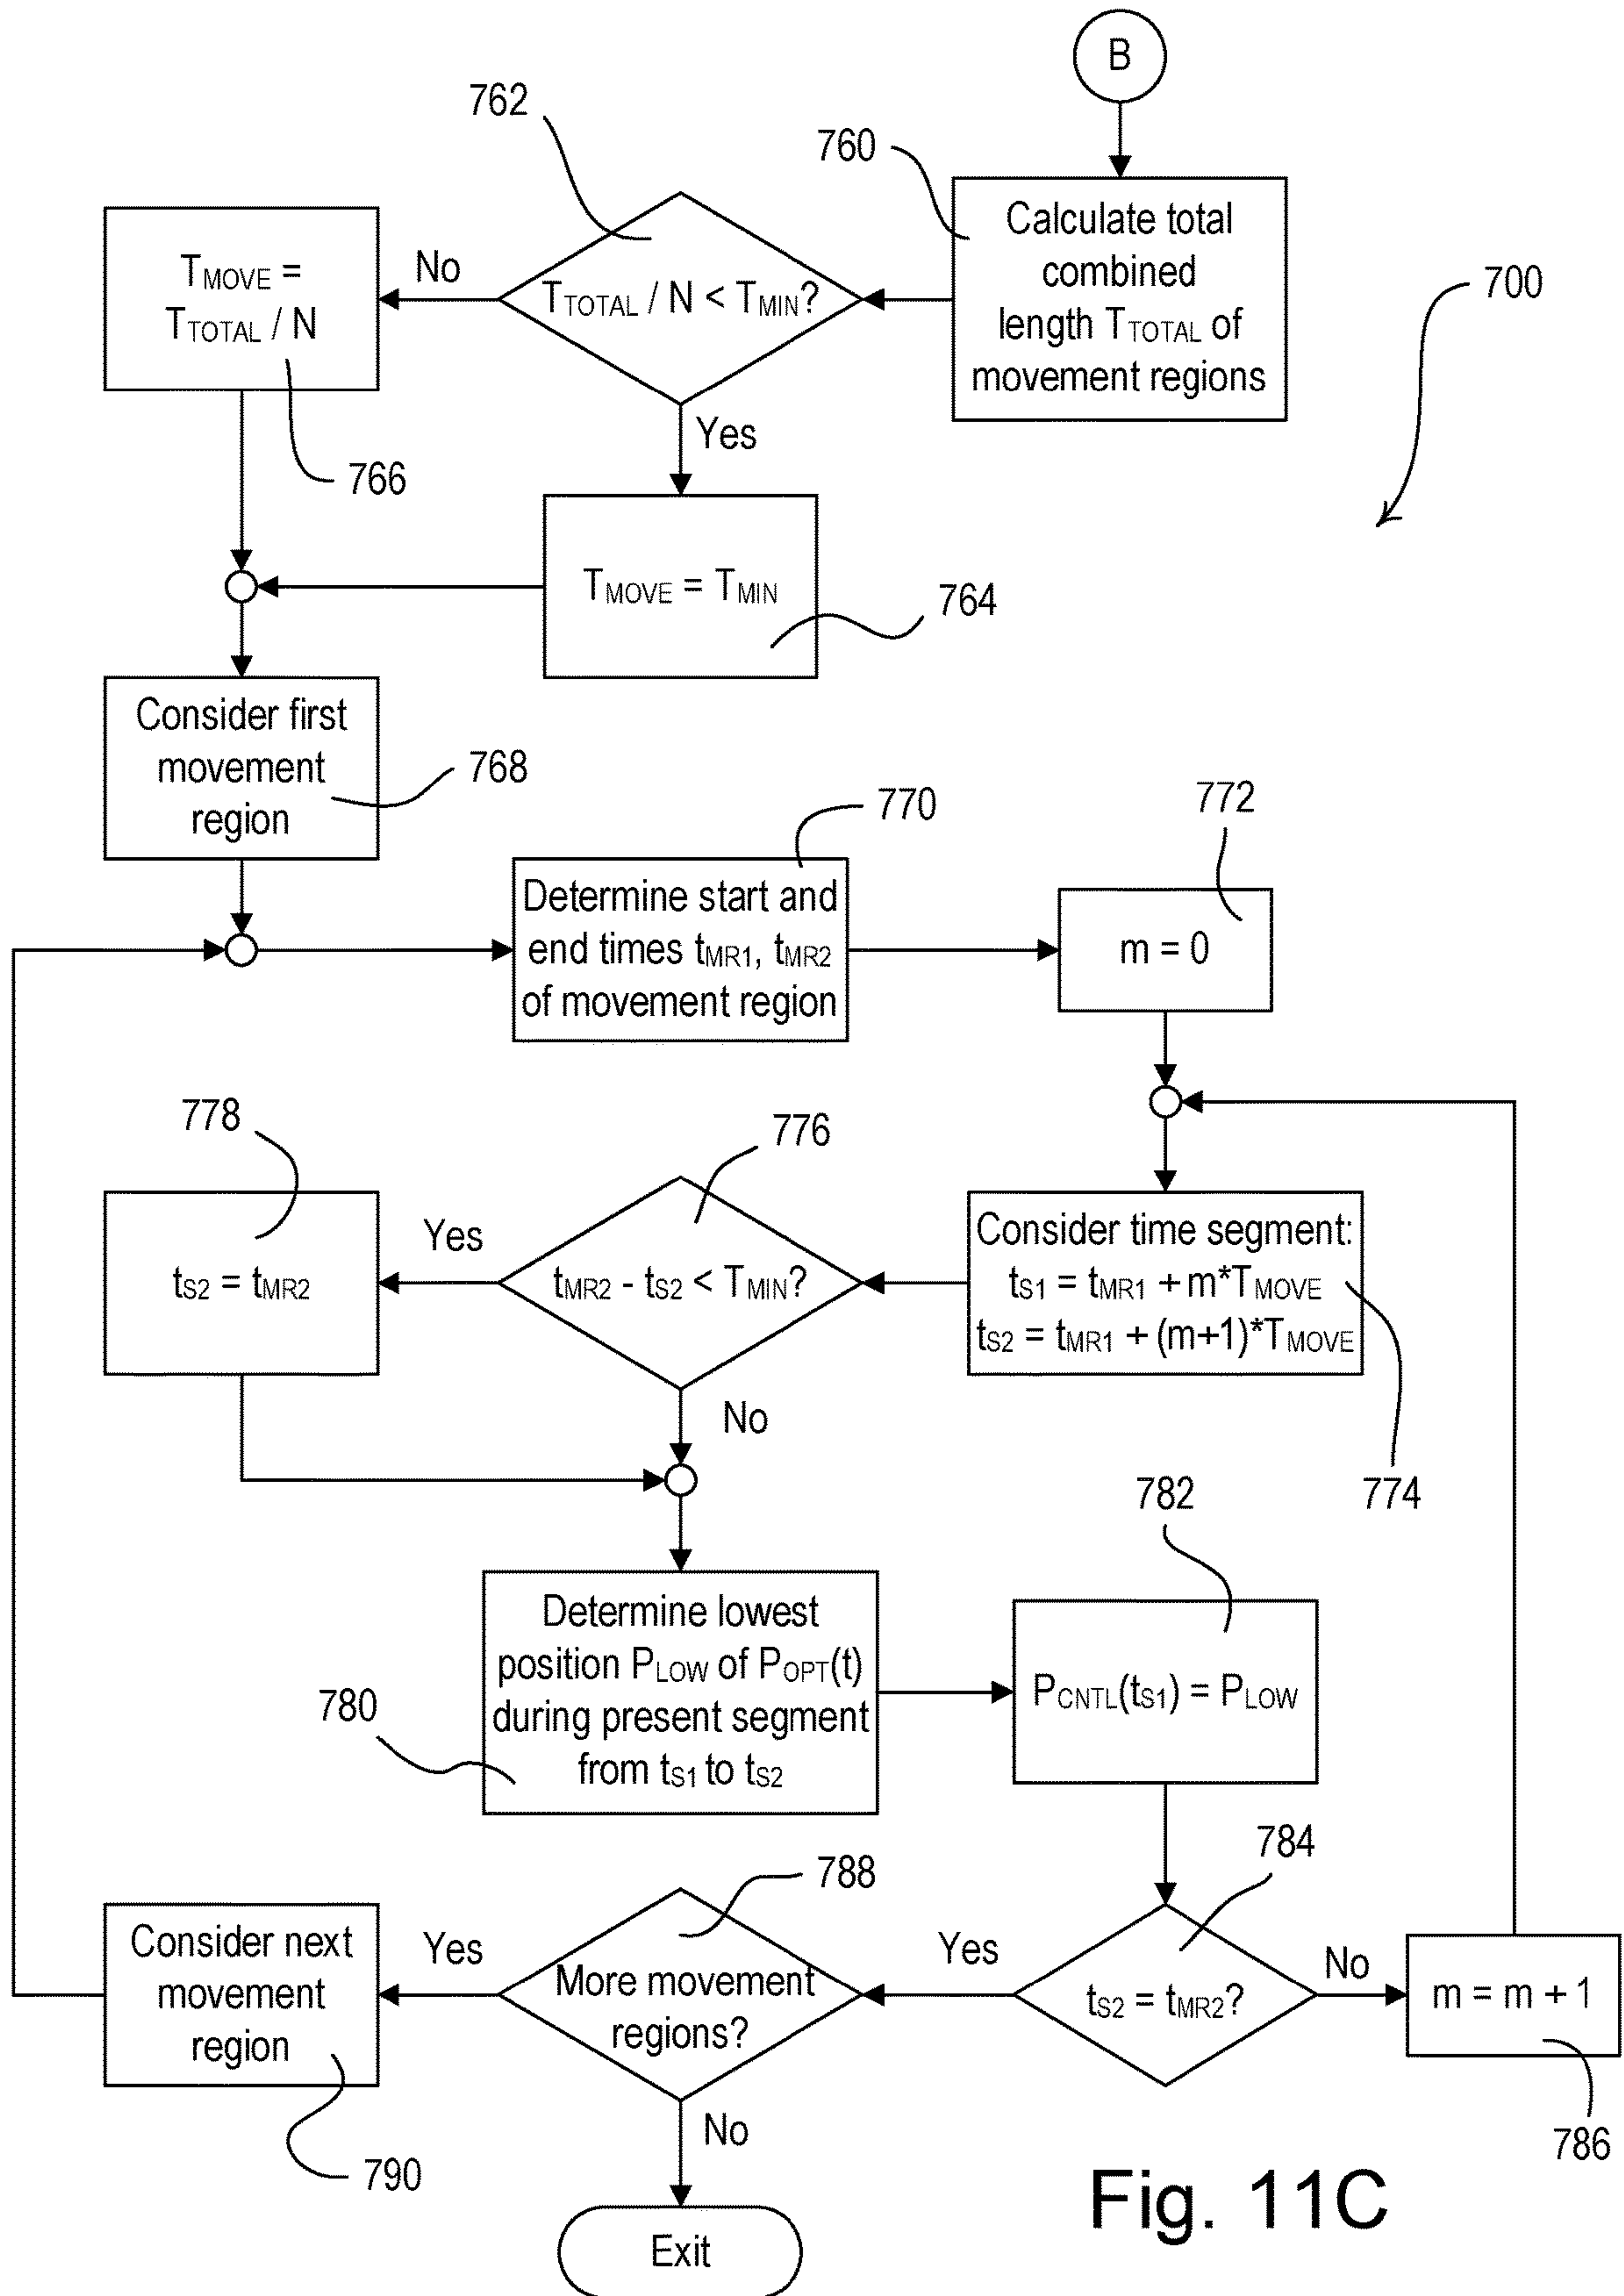 B
762
760
Calculate total
combined
length TTOTAL of
movement regions
700
TMOVE =
TTOTAL / N
No
TTOTAL / N < TMIN?
Yes
766
TMOVE = TMIN
764
Consider first
movement
region
768
770
772
Determine start and
end times tMR1, tMR2
of movement region
m = 0
778
776
Yes
tS2 = tMR2
tMR2 - tS2 < TMIN?
Consider time segment:
tS1 = tMR1 + m*TMOVE
tS2 = tMR1 + (m+1)*TMOVE
No
774
782
Determine lowest
position PLOW of POPT(t)
during present segment
from tS1 to tS2
780
PCNTL(tS1) = PLOW
784
788
Consider next
movement
region
Yes
More movement
regions?
Yes
tS2 = tMR2?
No
m = m + 1
786
790
No
Exit
Fig. 11C